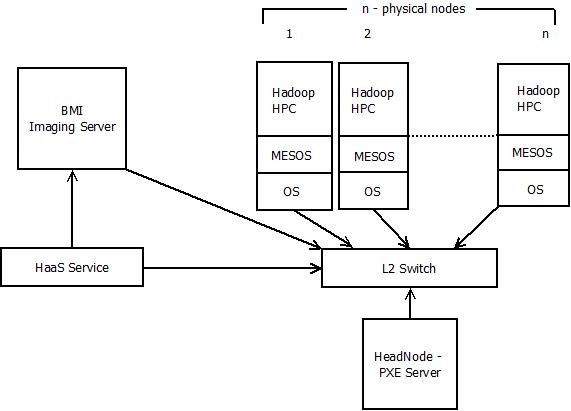 n - physical nodes
1 2 n
Hadoop
HPC
Hadoop
HPC
Hadoop
HPC
BMI
Imaging Server
MESOS
MESOS
MESOS
OS
OS
OS
HaaS Service
L2 Switch
HeadNode -
PXE Server